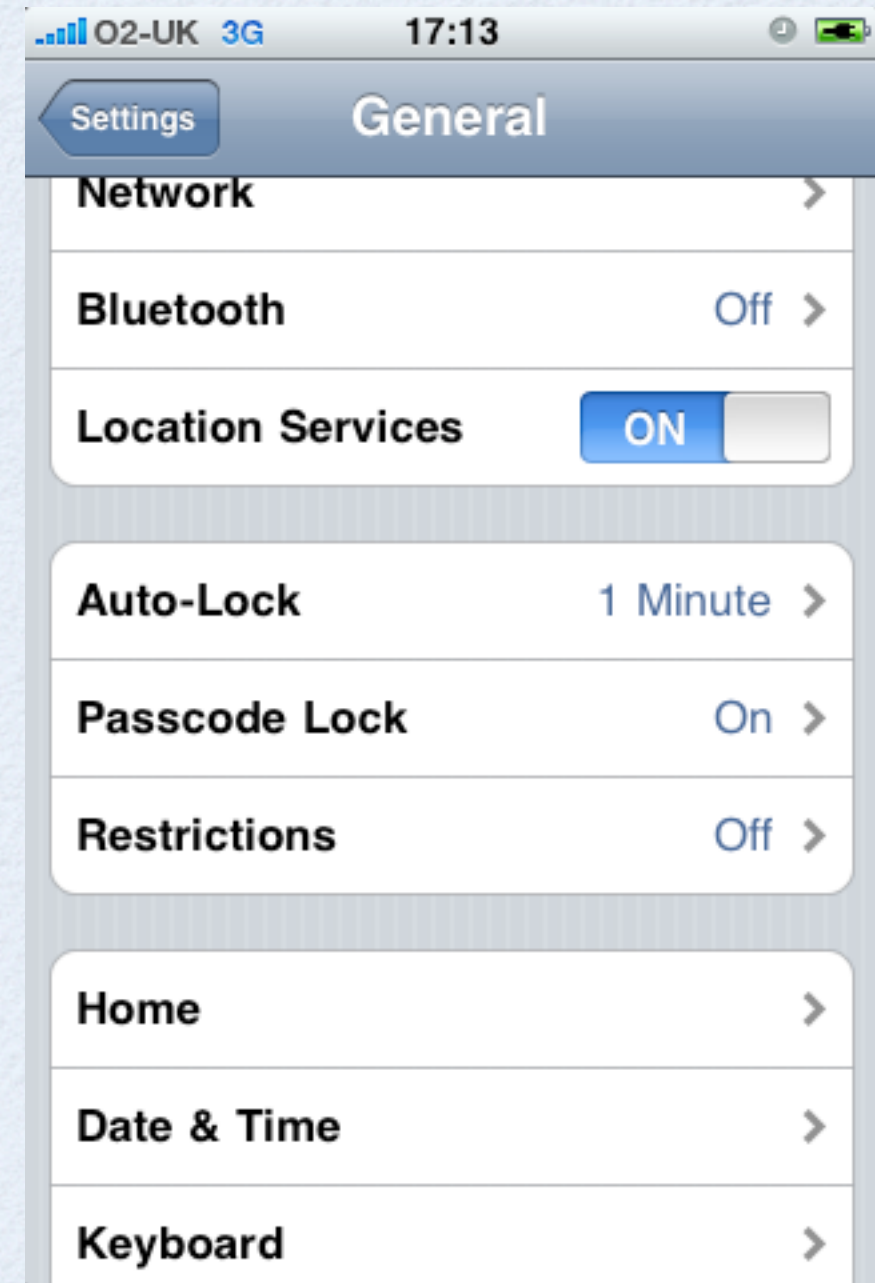 O2-UK 3G 17:13
Settings General
Network
Bluetooth Off
Location Services ON
Auto-Lock 1 Minute
Passcode Lock On
Restrictions Off
Home
Date & Time
Keyboard